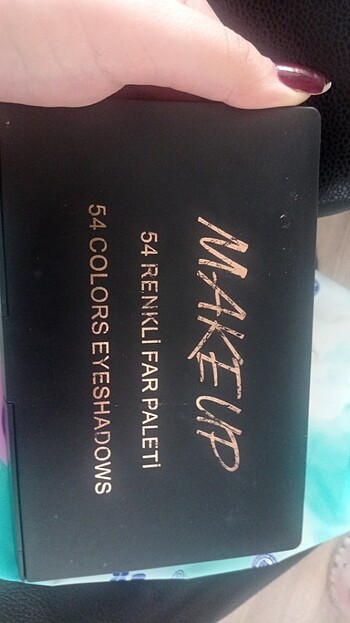 MAKE UP
54 RENKLİ FAR PALETİ
54 COLORS EYESHADOWS